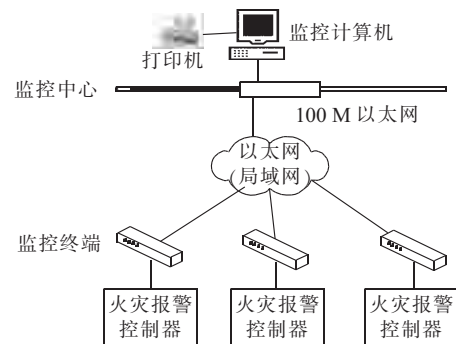 监控计算机
打印机
监控中心
100 M 以太网
以太网
局域网
监控终端
火灾报警
控制器
火灾报警
控制器
火灾报警
控制器